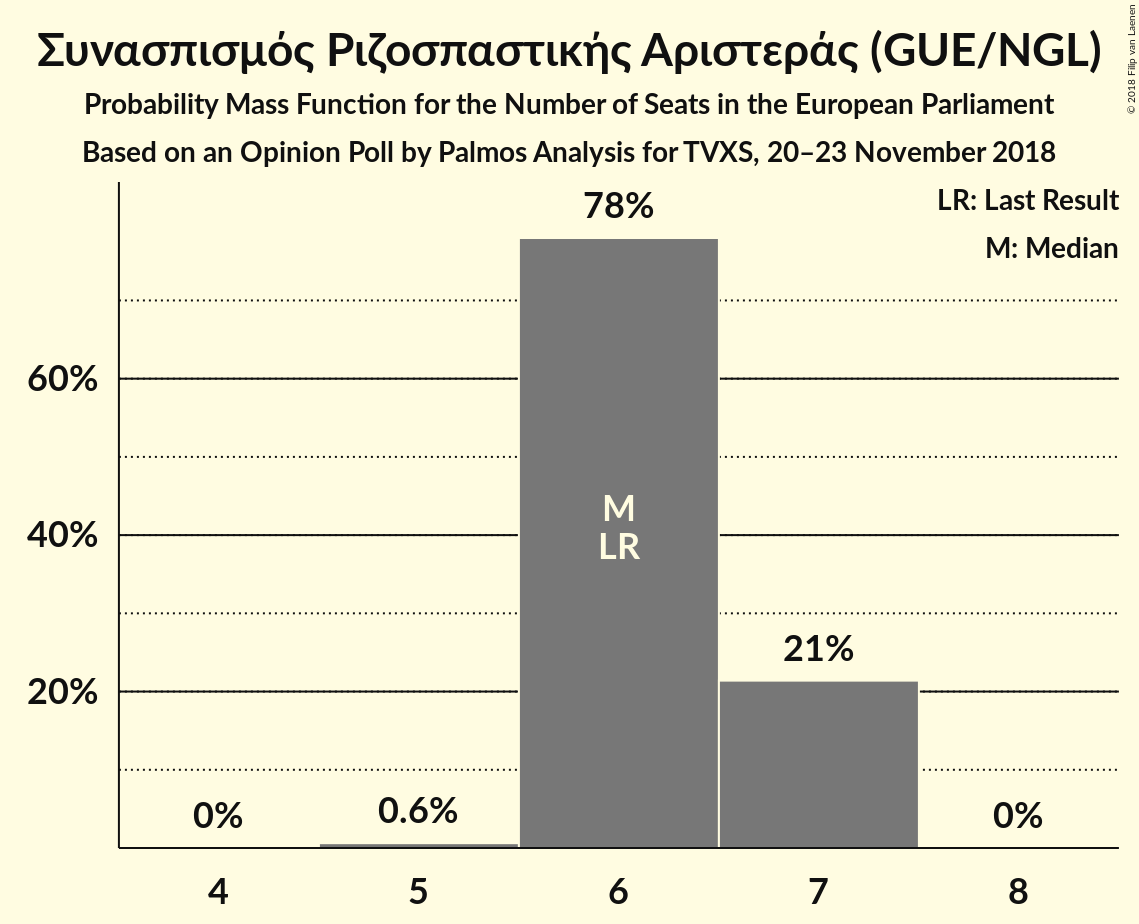 Συνασπισμός Ριζοσπαστικής Αριστεράς (GUE/NGL)
Probability Mass Function for the Number of Seats in the European Parliament
Based on an Opinion Poll by Palmos Analysis for TVXS, 20–23 November 2018
© 2018 Filip van Laenen
LR: Last Result
M: Median
78%
60%
M
40%
LR
21%
20%
0%
0.6%
0%
4 5 6 7 8